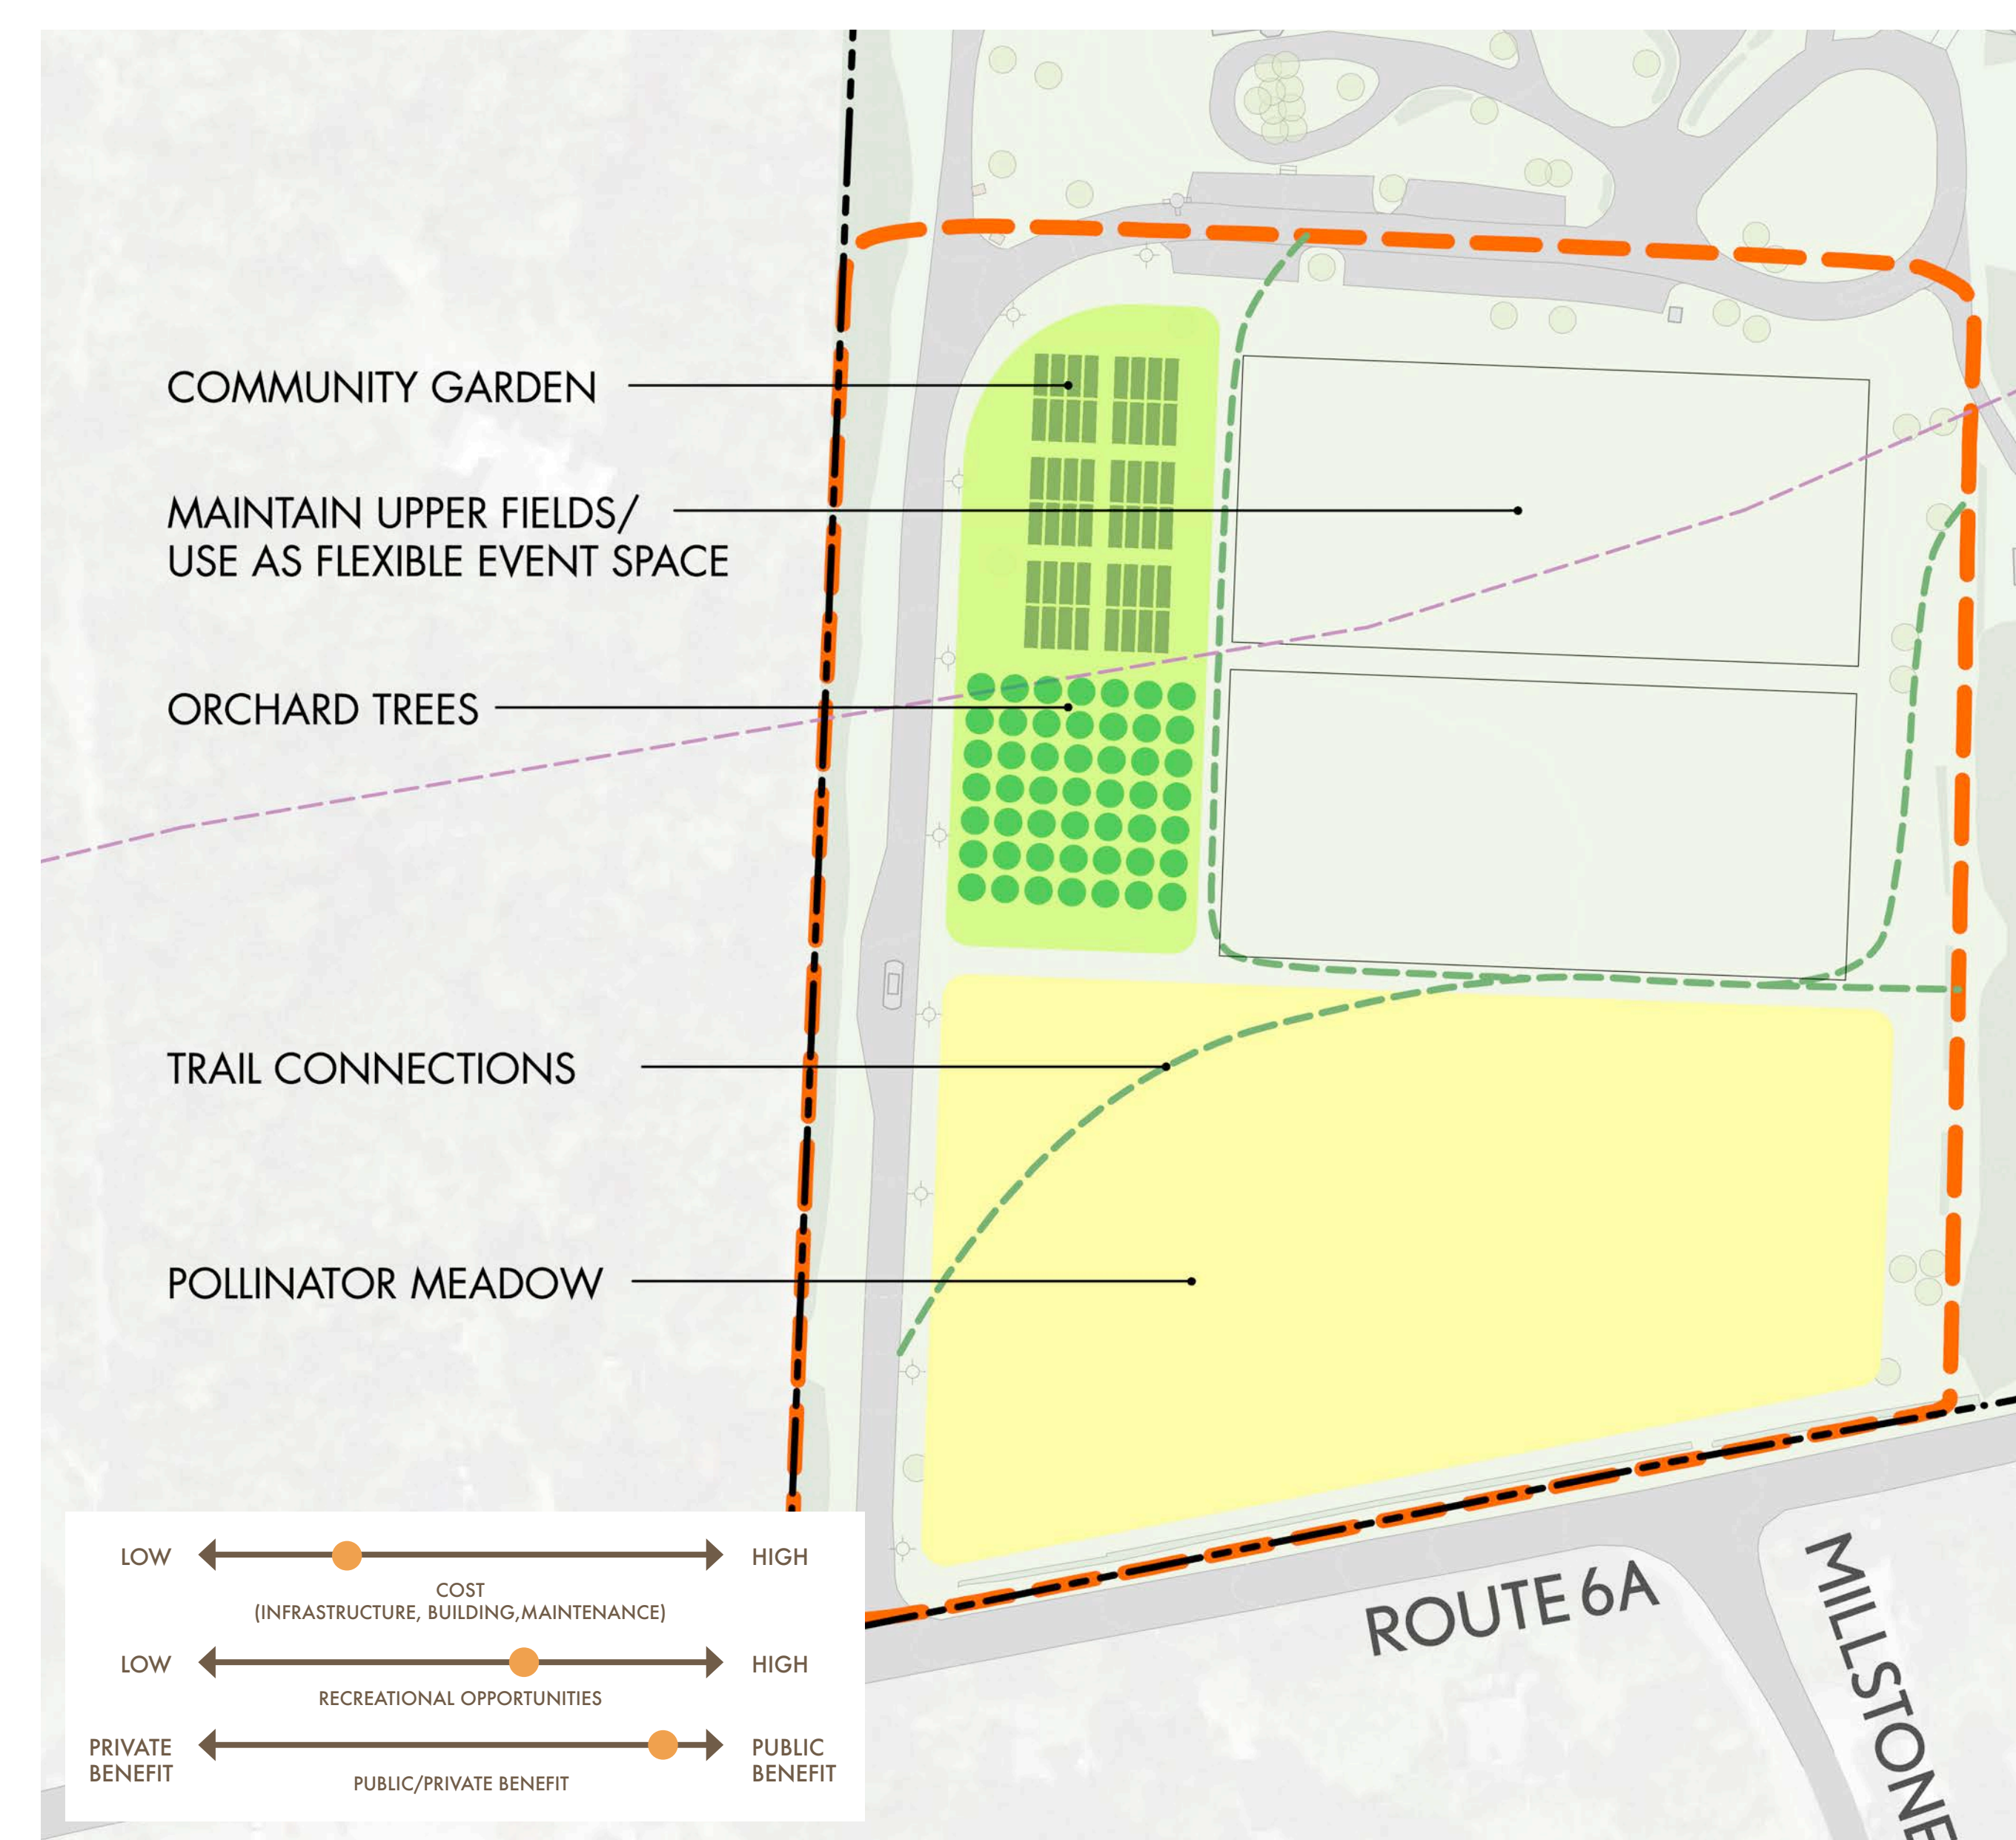 COMMUNITY GARDEN
MAINTAIN UPPER FIELDS/
USE AS FLEXIBLE EVENT SPACE
ORCHARD TREES
TRAIL CONNECTIONS
POLLINATOR MEADOW
LOW
HIGH
COST
(INFRASTRUCTURE, BUILDING,MAINTENANCE)
LOW
HIGH
RECREATIONAL OPPORTUNITIES
PRIVATE
BENEFIT
PUBLIC
BENEFIT
PUBLIC/PRIVATE BENEFIT
ROUTE 6A
MILLSTONE